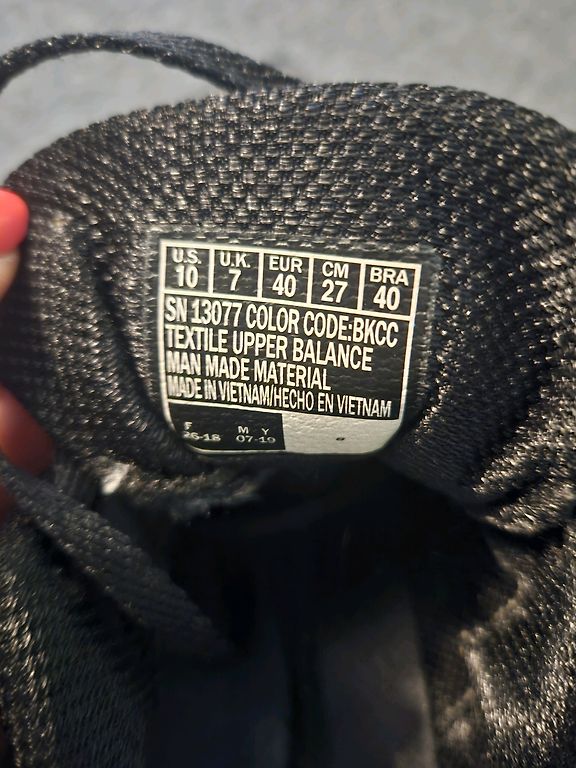 U.S. U.K. EUR CM BRA
10 7 40 27 40
SN 13077 COLOR CODE:BKCC
TEXTILE UPPER BALANCE
MAN MADE MATERIAL
MADE IN VIETNAM/HECHO EN VIETNAM
F M Y
26-18 07-19